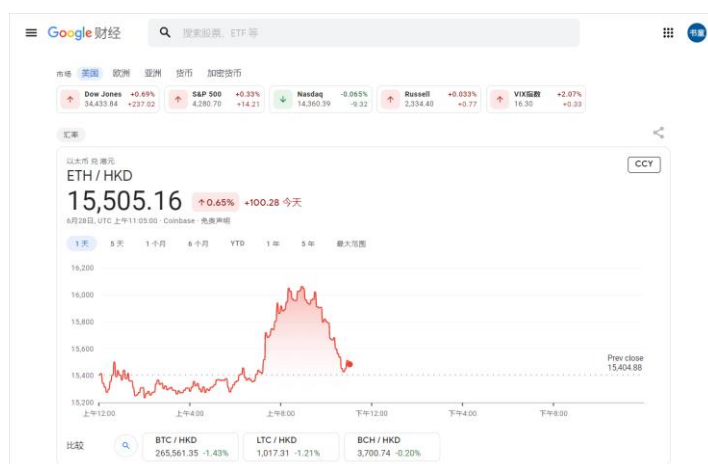 Google 财经
搜索股票、ETF 等
书童
市场 美国 欧洲 亚洲 货币 加密货币
Dow Jones +0.69% S&P 500 +0.33% Nasdaq -0.065% Russell +0.033% VIX指数 +2.07%
34,433.84 +237.02 4,280.70 +14.21 14,360.39 -9.32 2,334.40 +0.77 16.30 +0.33
汇率
以太币 兑 港元
CCY
ETH / HKD
15,505.16 0.65% +100.28 今天
6月28日, UTC 上午11:05:00 · Coinbase · 免责声明
1 天 5 天 1 个月 6 个月 YTD 1 年 5 年 最大范围
16,200
16,000
15,800
15,600
Prev close
15,404.88
15,400
15,200
上午12:00 上午4:00 上午8:00 下午12:00 下午4:00 下午8:00
比较 BTC / HKD LTC / HKD BCH / HKD
265,561.35 -1.43% 1,017.31 -1.21% 3,700.74 -0.20%